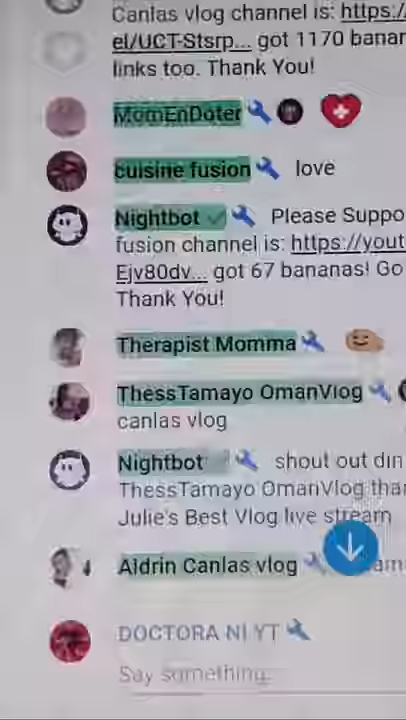 Canlas vlog channel is: https:/
el/UCT-Stsrp... got 1170 banan
links too. Thank You!
MomEnDoter
cuisine fusion love
Nightbot Please Suppo
fusion channel is: https://yout
Ejv80dv... got 67 bananas! Go
Thank You!
Therapist Momma
ThessTamayo OmanVlog
canlas vlog
Nightbot shout out din
ThessTamayo OmanVlog than
Julie's Best Vlog live stream
Aldrin Canlas vlog
DOCTORA NI YT
Say something...